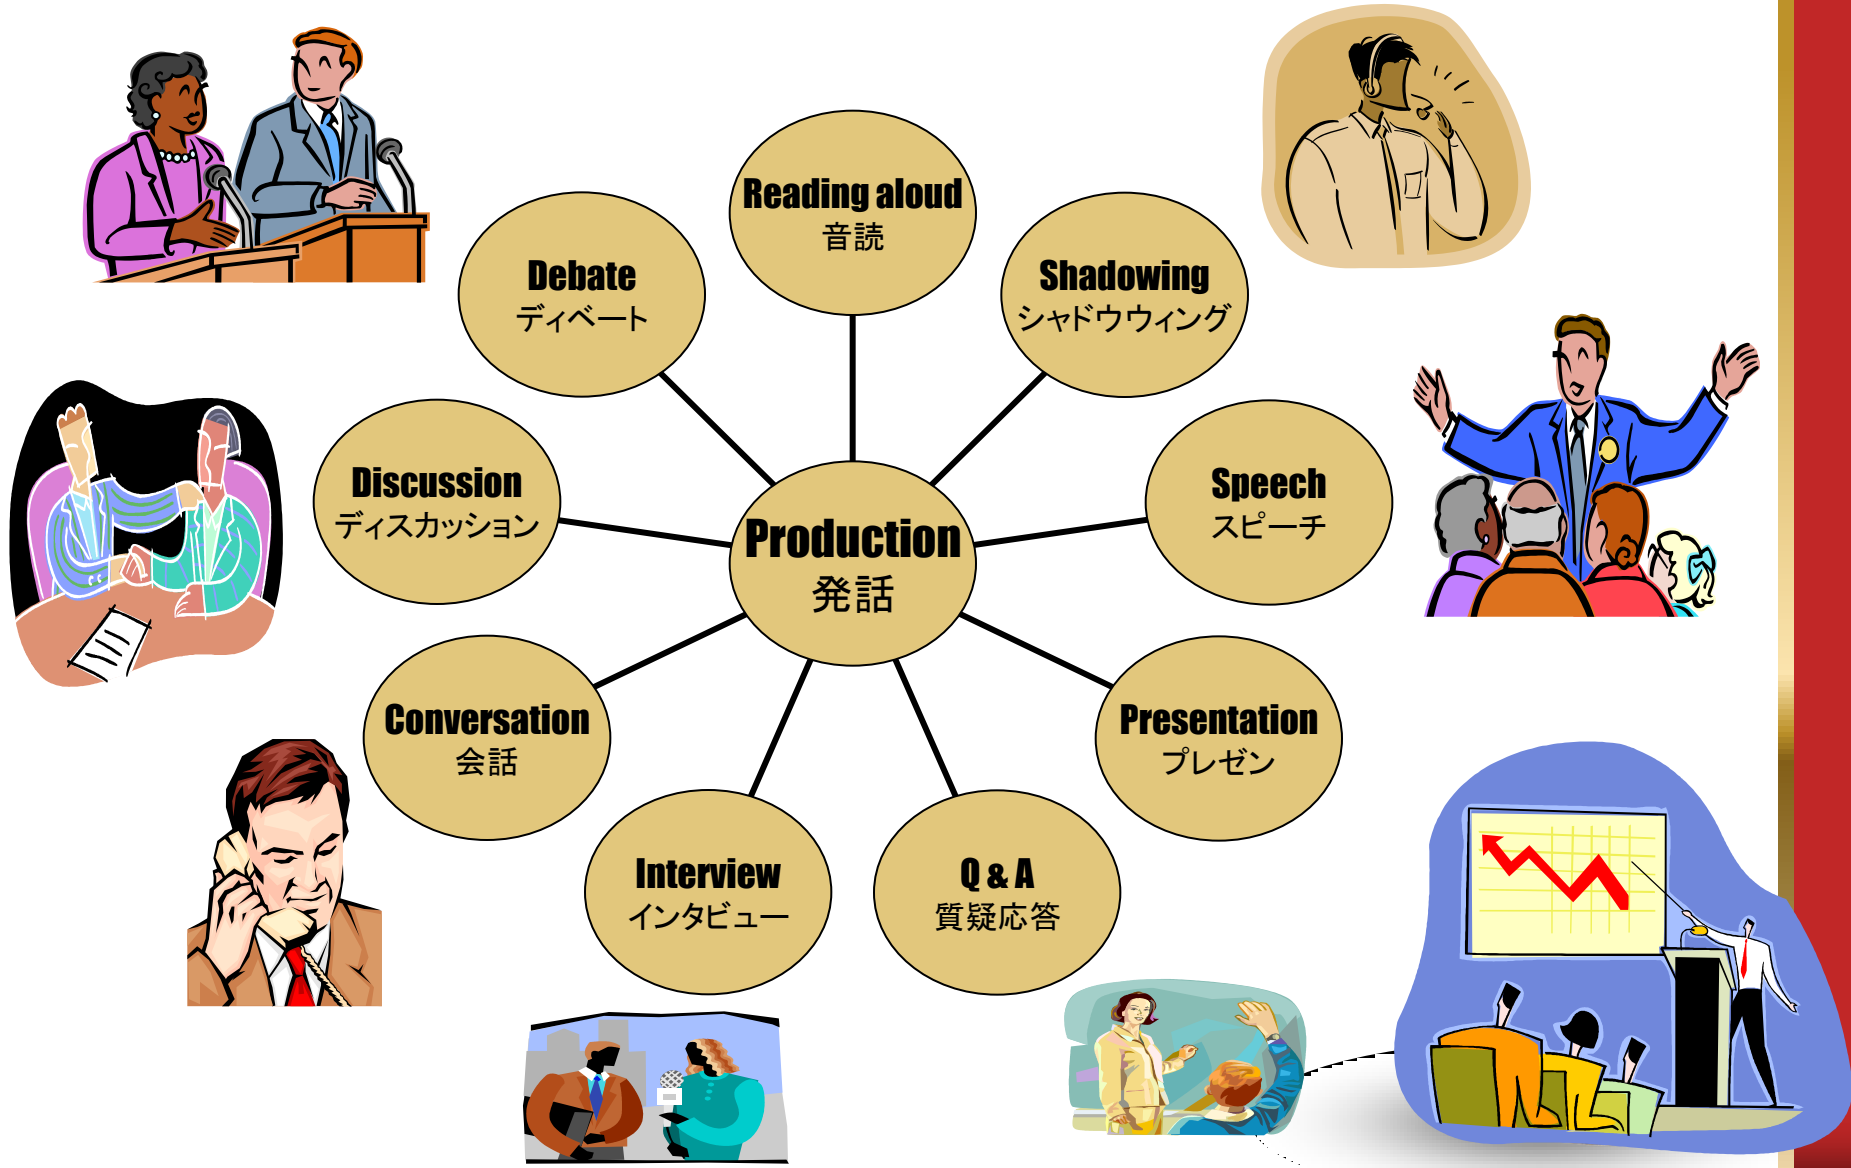 Reading aloud
音読
Shadowing
シャドウウィング
Speech
スピーチ
Presentation
プレゼン
Q & A
質疑応答
Interview
インタビュー
Conversation
会話
Discussion
ディスカッション
Debate
ディベート
Production
発話